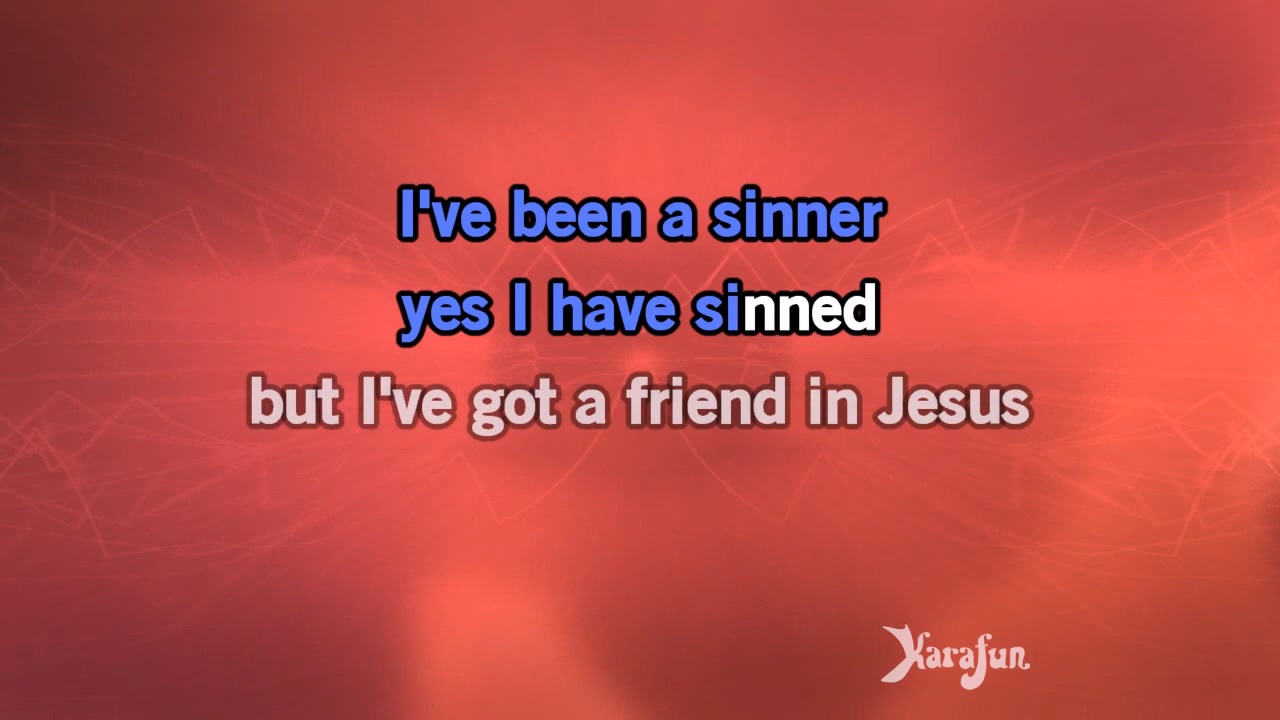 I've been a sinner
yes I have sinned
but I've got a friend in Jesus
Karafun